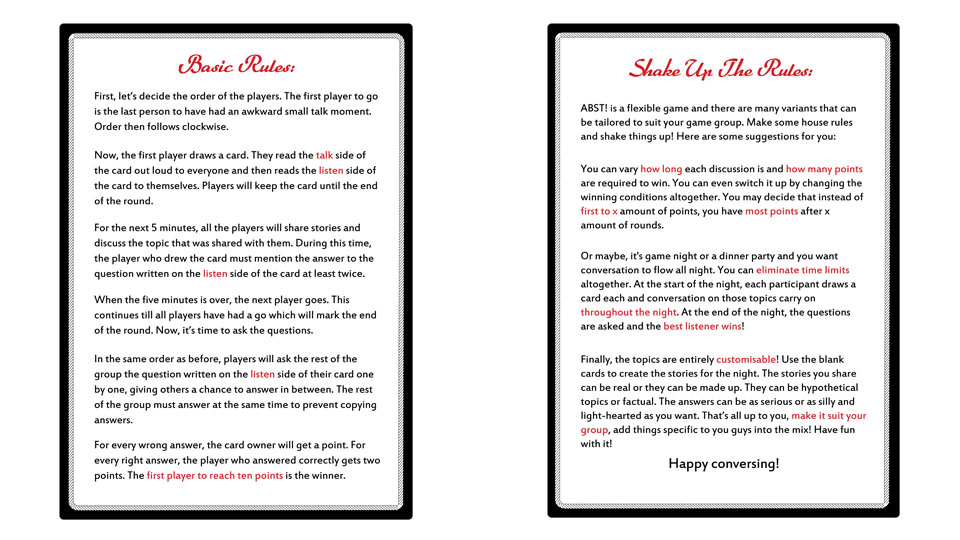 Basic Rules:
First, let's decide the order of the players. The first player to go
is the last person to have had an awkward small talk moment.
Order then follows clockwise.
Now, the first player draws a card. They read the talk side of
the card out loud to everyone and then reads the listen side of
the card to themselves. Players will keep the card until the end
of the round.
For the next 5 minutes, all the players will share stories and
discuss the topic that was shared with them. During this time,
the player who drew the card must mention the answer to the
question written on the listen side of the card at least twice.
When the five minutes is over, the next player goes. This
continues till all players have had a go which will mark the end
of the round. Now, it's time to ask the questions.
In the same order as before, players will ask the rest of the
group the question written on the listen side of their card one
by one, giving others a chance to answer in between. The rest
of the group must answer at the same time to prevent copying
answers.
For every wrong answer, the card owner will get a point. For
every right answer, the player who answered correctly gets two
points. The first player to reach ten points is the winner.
Shake Up The Rules:
ABST! is a flexible game and there are many variants that can
be tailored to suit your game group. Make some house rules
and shake things up! Here are some suggestions for you:
You can vary how long each discussion is and how many points
are required to win. You can even switch it up by changing the
winning conditions altogether. You may decide that instead of
first to x amount of points, you have most points after x
amount of rounds.
Or maybe, it's game night or a dinner party and you want
conversation to flow all night. You can eliminate time limits
altogether. At the start of the night, each participant draws a
card each and conversation on those topics carry on
throughout the night. At the end of the night, the questions
are asked and the best listener wins!
Finally, the topics are entirely customisable! Use the blank
cards to create the stories for the night. The stories you share
can be real or they can be made up. They can be hypothetical
topics or factual. The answers can be as serious or as silly and
light-hearted as you want. That's all up to you, make it suit your
group, add things specific to you guys into the mix! Have fun
with it!
Happy conversing!